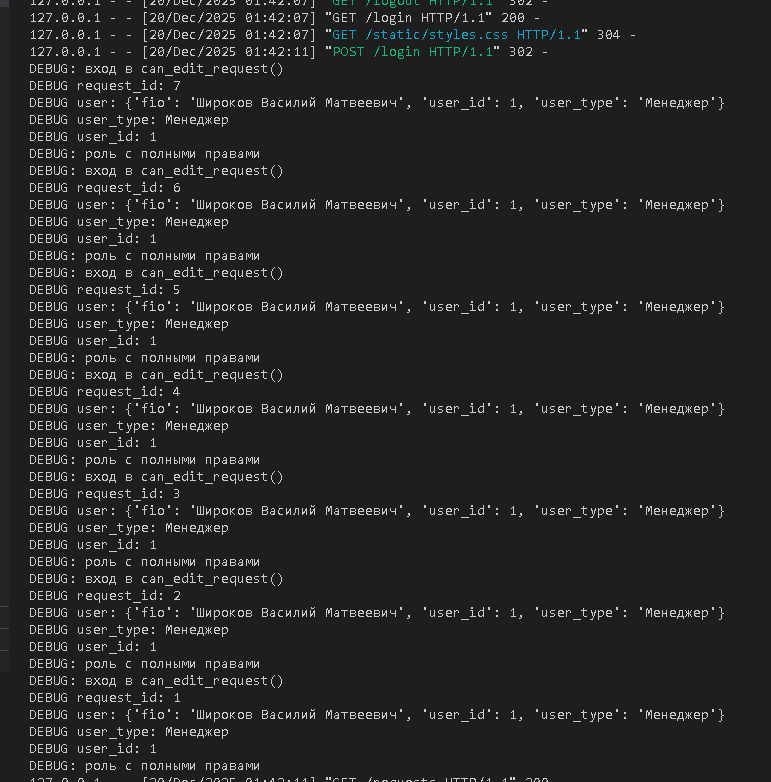 127.0.0.1 - - [20/Dec/2025 01:42:07] "GET /logout HTTP/1.1" 302 -
127.0.0.1 - - [20/Dec/2025 01:42:07] "GET /login HTTP/1.1" 200 -
127.0.0.1 - - [20/Dec/2025 01:42:07] "GET /static/styles.css HTTP/1.1" 304 -
127.0.0.1 - - [20/Dec/2025 01:42:11] "POST /login HTTP/1.1" 302 -
DEBUG: вход в can_edit_request()
DEBUG request_id: 7
DEBUG user: {'fio': 'Широков Василий Матвеевич', 'user_id': 1, 'user_type': 'Менеджер'}
DEBUG user_type: Менеджер
DEBUG user_id: 1
DEBUG: роль с полными правами
DEBUG: вход в can_edit_request()
DEBUG request_id: 6
DEBUG user: {'fio': 'Широков Василий Матвеевич', 'user_id': 1, 'user_type': 'Менеджер'}
DEBUG user_type: Менеджер
DEBUG user_id: 1
DEBUG: роль с полными правами
DEBUG: вход в can_edit_request()
DEBUG request_id: 5
DEBUG user: {'fio': 'Широков Василий Матвеевич', 'user_id': 1, 'user_type': 'Менеджер'}
DEBUG user_type: Менеджер
DEBUG user_id: 1
DEBUG: роль с полными правами
DEBUG: вход в can_edit_request()
DEBUG request_id: 4
DEBUG user: {'fio': 'Широков Василий Матвеевич', 'user_id': 1, 'user_type': 'Менеджер'}
DEBUG user_type: Менеджер
DEBUG user_id: 1
DEBUG: роль с полными правами
DEBUG: вход в can_edit_request()
DEBUG request_id: 3
DEBUG user: {'fio': 'Широков Василий Матвеевич', 'user_id': 1, 'user_type': 'Менеджер'}
DEBUG user_type: Менеджер
DEBUG user_id: 1
DEBUG: роль с полными правами
DEBUG: вход в can_edit_request()
DEBUG request_id: 2
DEBUG user: {'fio': 'Широков Василий Матвеевич', 'user_id': 1, 'user_type': 'Менеджер'}
DEBUG user_type: Менеджер
DEBUG user_id: 1
DEBUG: роль с полными правами
DEBUG: вход в can_edit_request()
DEBUG request_id: 1
DEBUG user: {'fio': 'Широков Василий Матвеевич', 'user_id': 1, 'user_type': 'Менеджер'}
DEBUG user_type: Менеджер
DEBUG user_id: 1
DEBUG: роль с полными правами
127.0.0.1 - - [20/Dec/2025 01:42:11] "GET /requests HTTP/1.1" 200 -